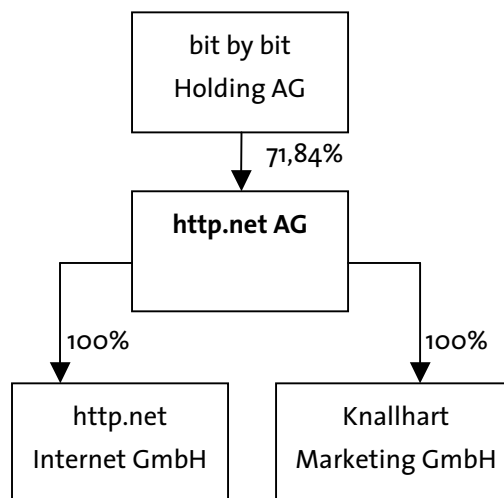 bit by bit
Holding AG
71,84%
http.net AG
100%
100%
http.net
Internet GmbH
Knallhart
Marketing GmbH